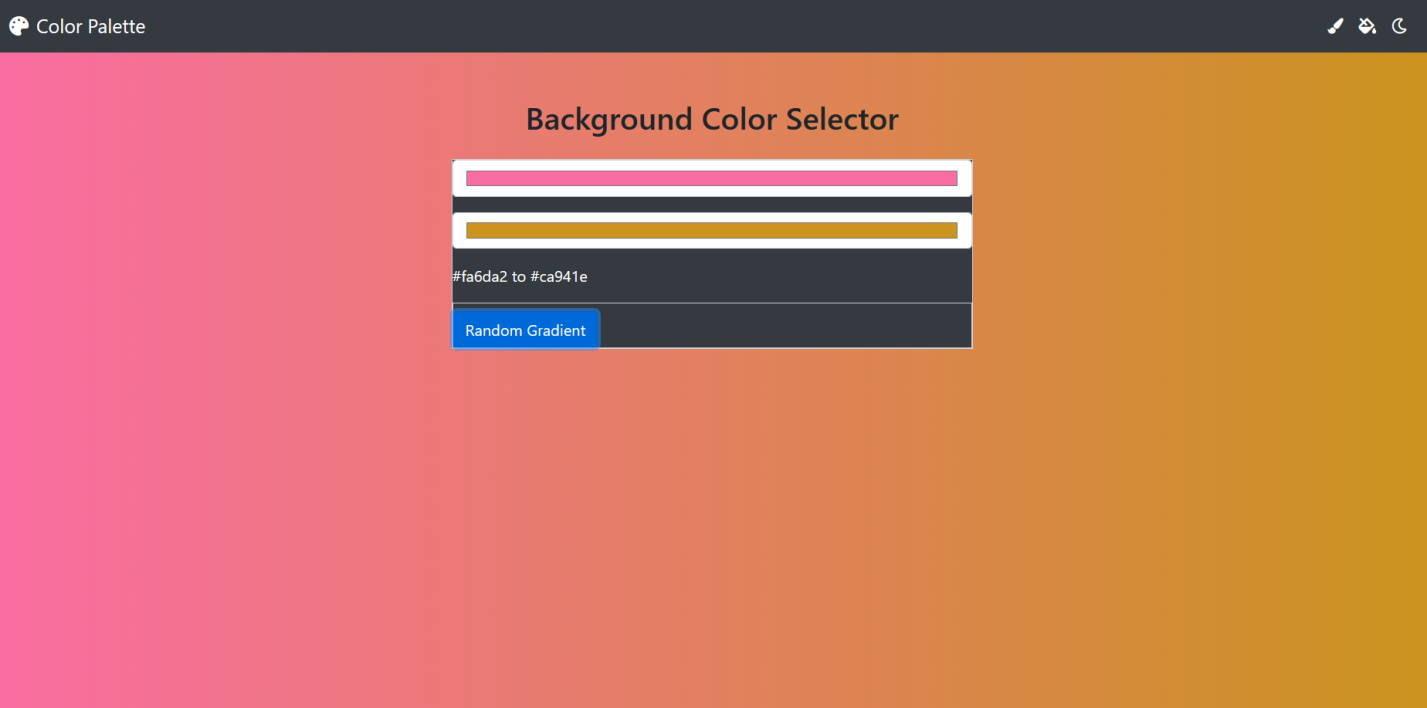 Color Palette
Background Color Selector
#fa6da2 to #ca941e
Random Gradient